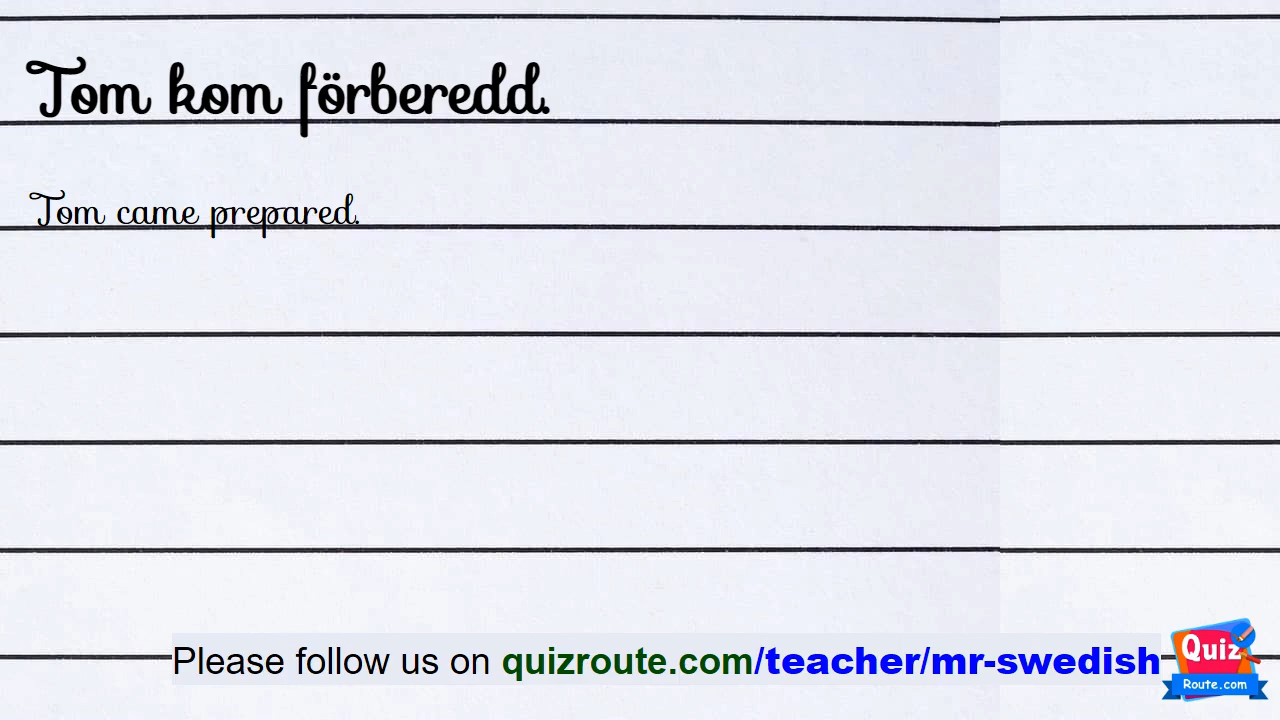 Tom kom förberedd.
Tom came prepared.
Please follow us on quizroute.com/teacher/mr-swedish
Quiz
Route.com